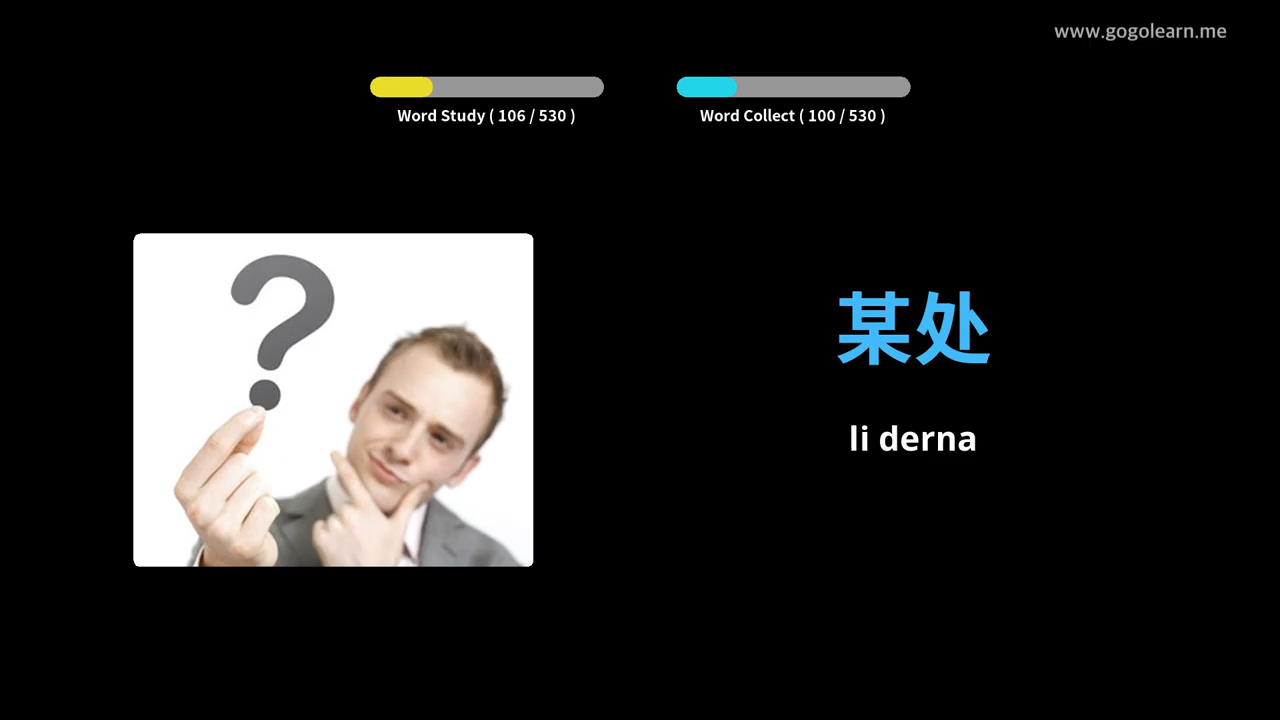 www.gogolearn.me
Word Study ( 106 / 530 )
Word Collect ( 100 / 530 )
某处
li derna